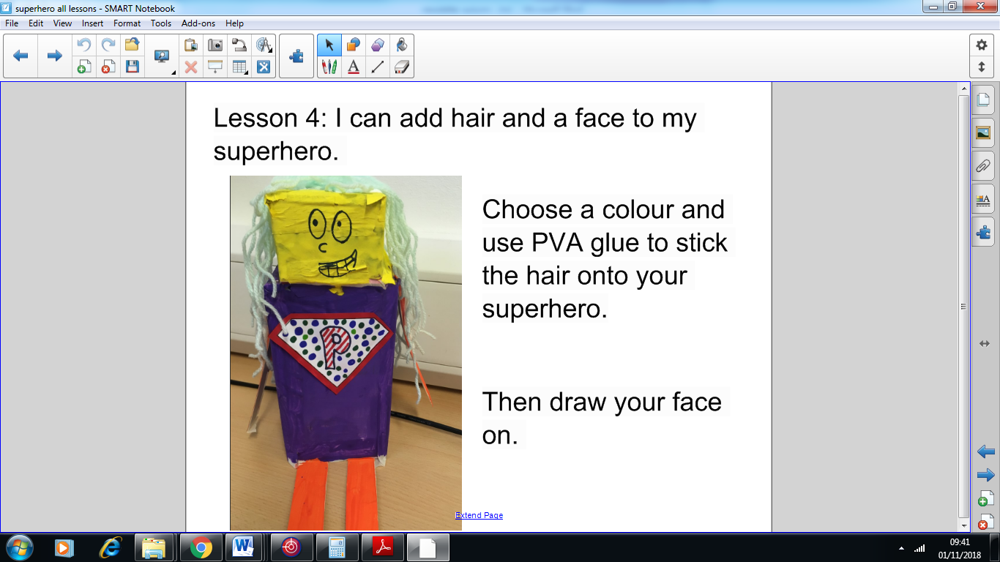 superhero all lessons - SMART Notebook
File Edit View Insert Format Tools Add-ons Help
Lesson 4: I can add hair and a face to my
superhero.
Choose a colour and
use PVA glue to stick
the hair onto your
superhero.
Then draw your face
on.
P
Extend Page
09:41
01/11/2018